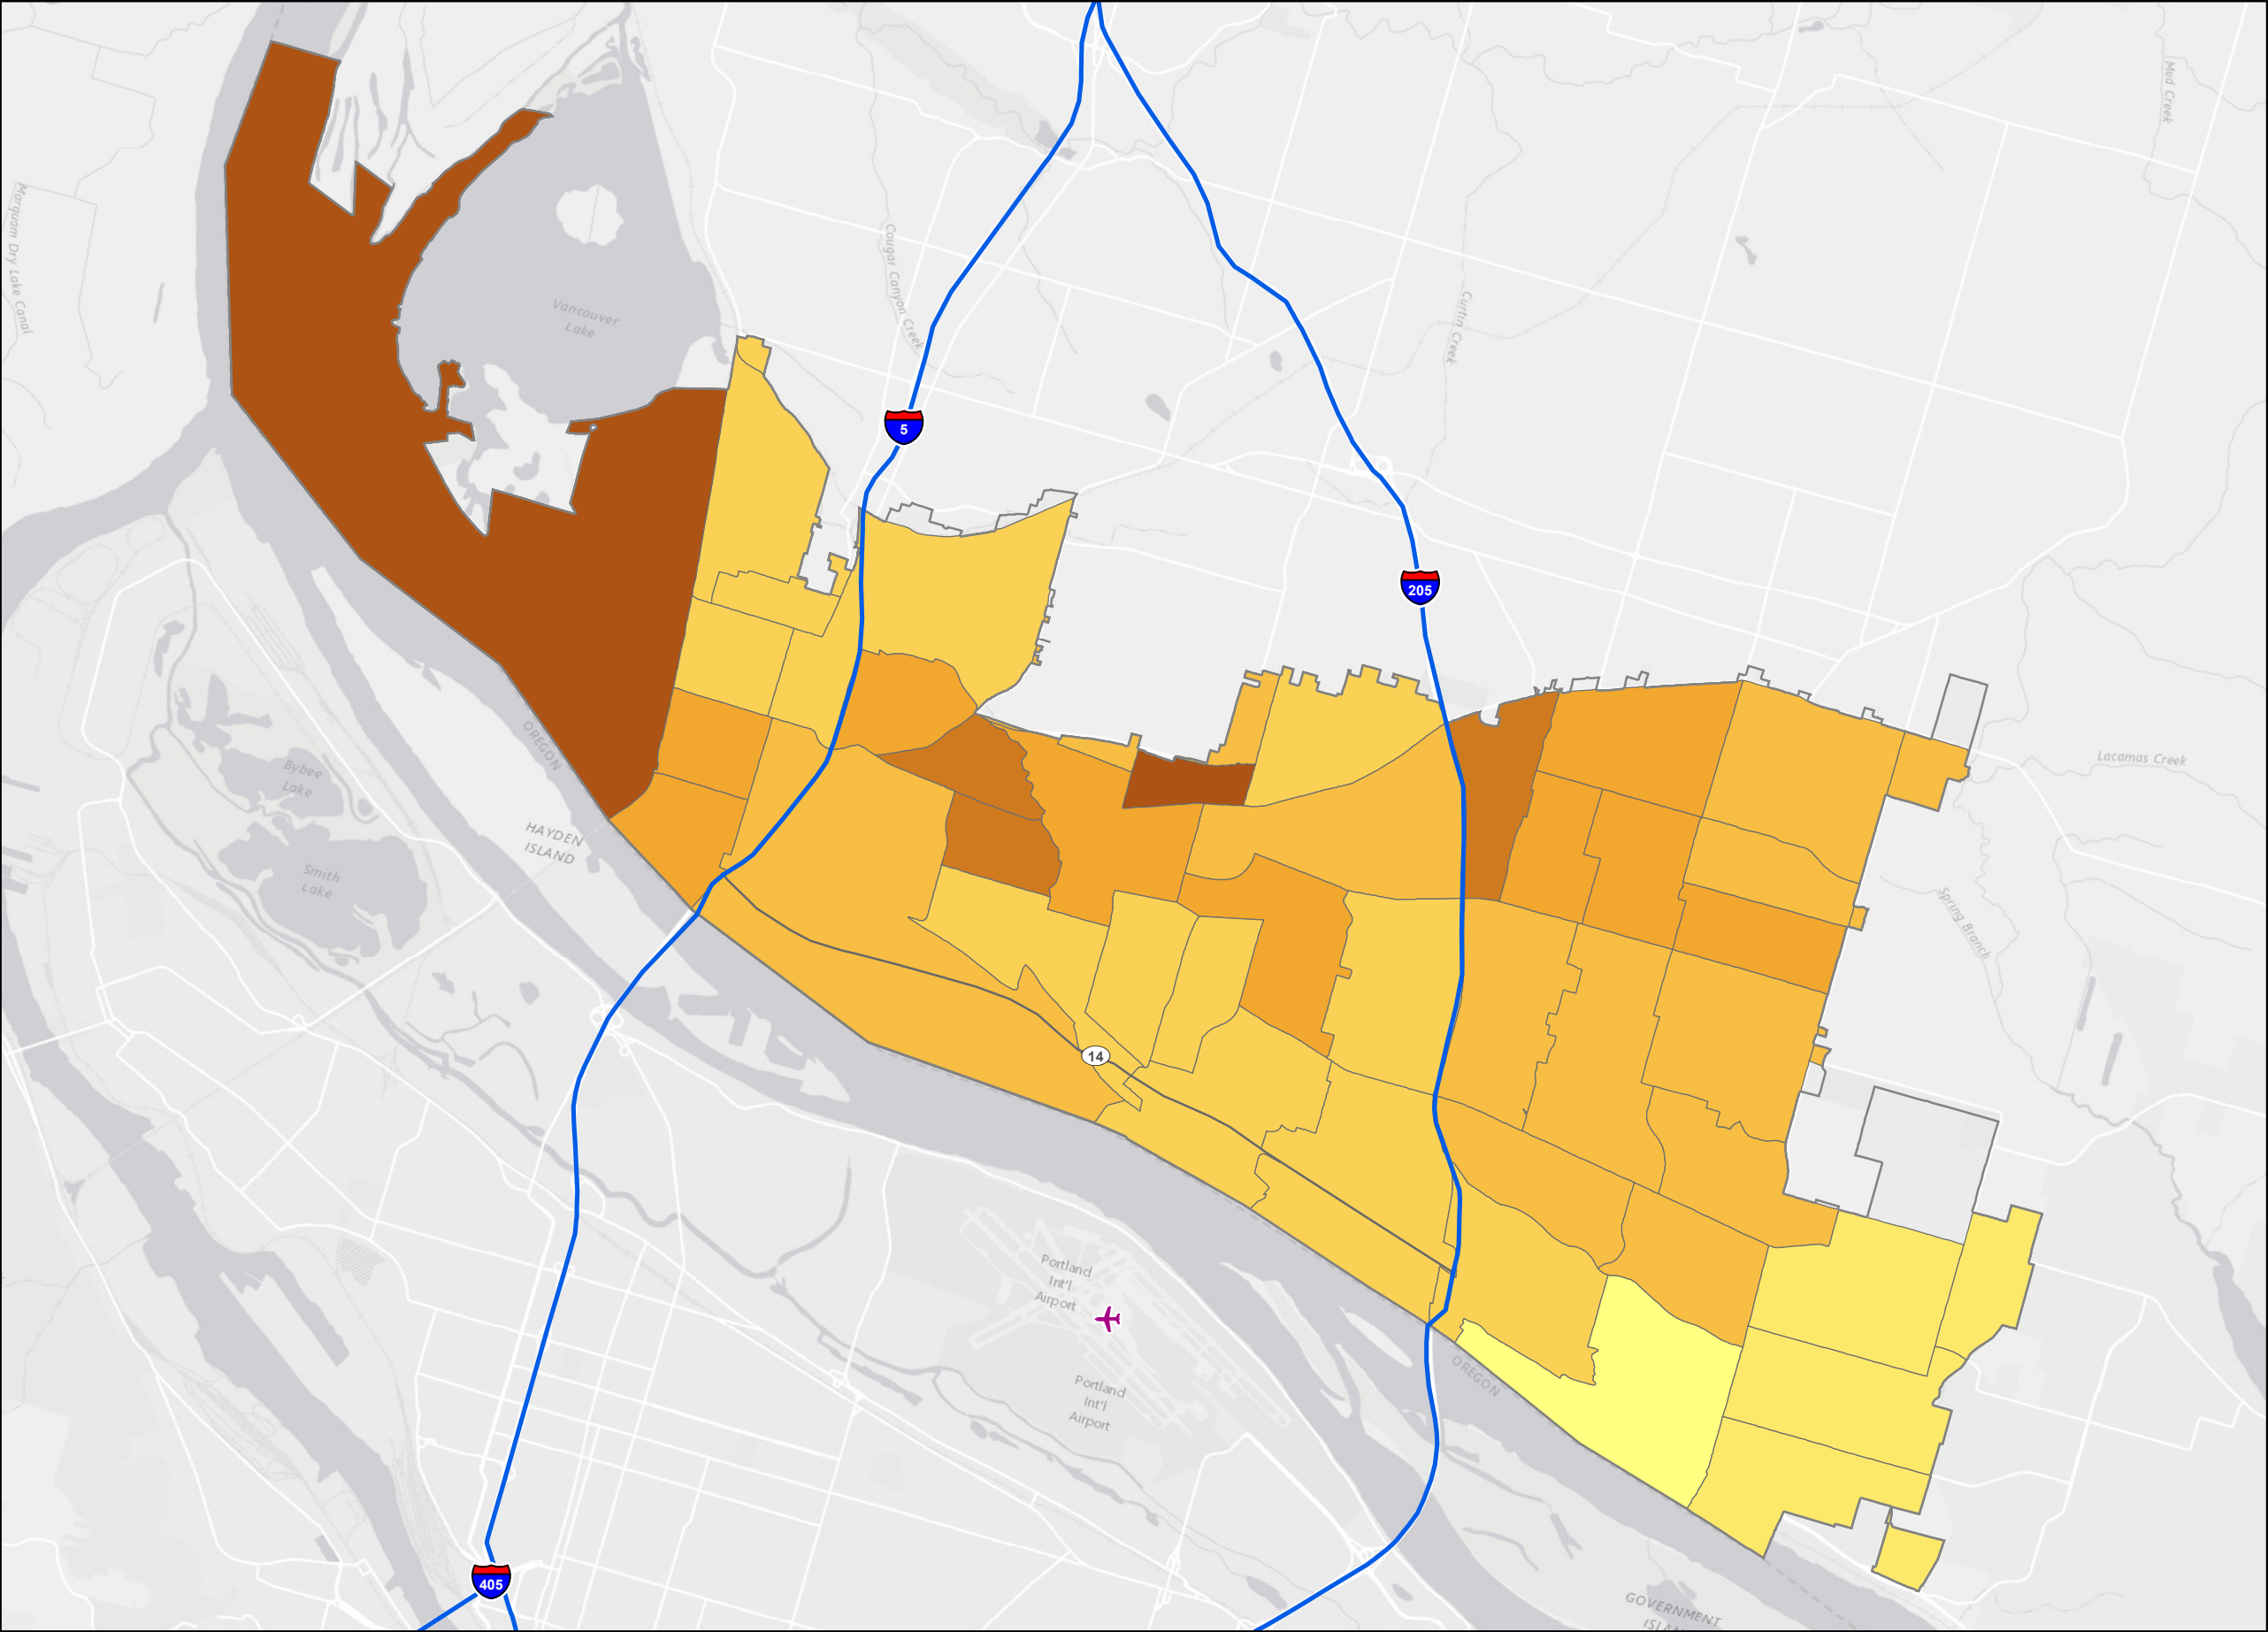 Mud Creek
Marquam Dry Lake Canal
Cougar Canyon Creek
Vancouver
Lake
Curtin Creek
5
205
OREGON
Bybee
Lake
Lacamas Creek
HAYDEN
ISLAND
Smith
Lake
Spring Branch
14
Portland
Int'l
Airport
OREGON
Portland
Int'l
Airport
405
GOVERNMENT